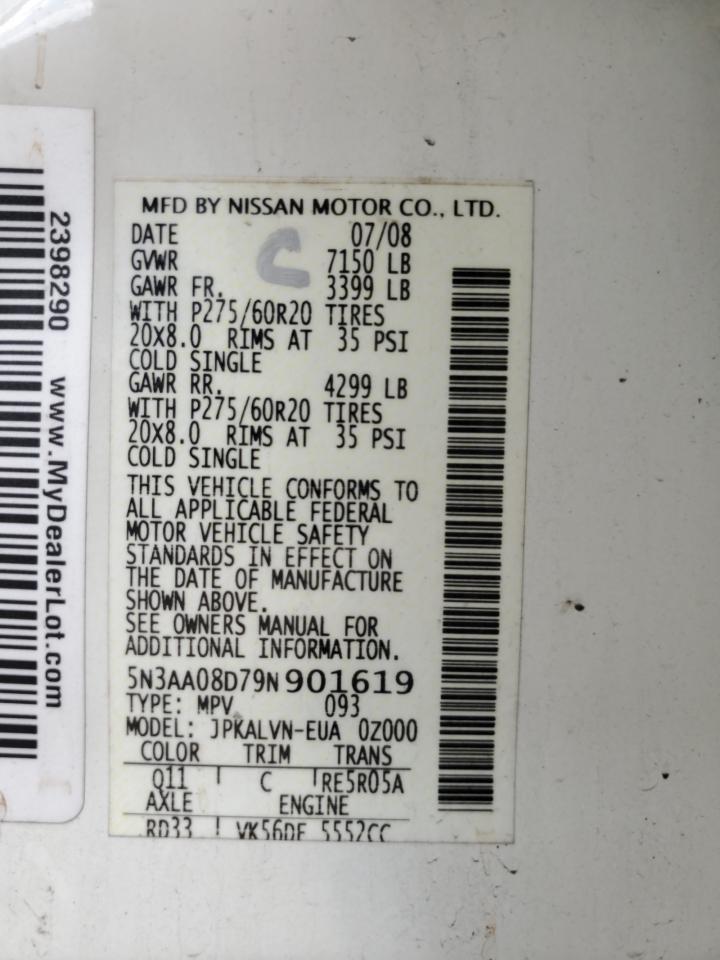 MFD BY NISSAN MOTOR CO., LTD.
DATE 07/08
C
GVWR 7150 LB
GAWR FR. 3399 LB
WITH P275/60R20 TIRES
20X8.0 RIMS AT 35 PSI
COLD SINGLE
GAWR RR. 4299 LB
WITH P275/60R20 TIRES
20X8.0 RIMS AT 35 PSI
COLD SINGLE
THIS VEHICLE CONFORMS TO
ALL APPLICABLE FEDERAL
MOTOR VEHICLE SAFETY
STANDARDS IN EFFECT ON
THE DATE OF MANUFACTURE
SHOWN ABOVE.
SEE OWNERS MANUAL FOR
ADDITIONAL INFORMATION.
5N3AA08D79N901619
TYPE: MPV 093
MODEL: JPKALVN-EUA 0Z000
COLOR TRIM TRANS
Q11 C RE5R05A
AXLE ENGINE
RD33 VK56DE 5552CC
2398290 www.MyDealerLot.com